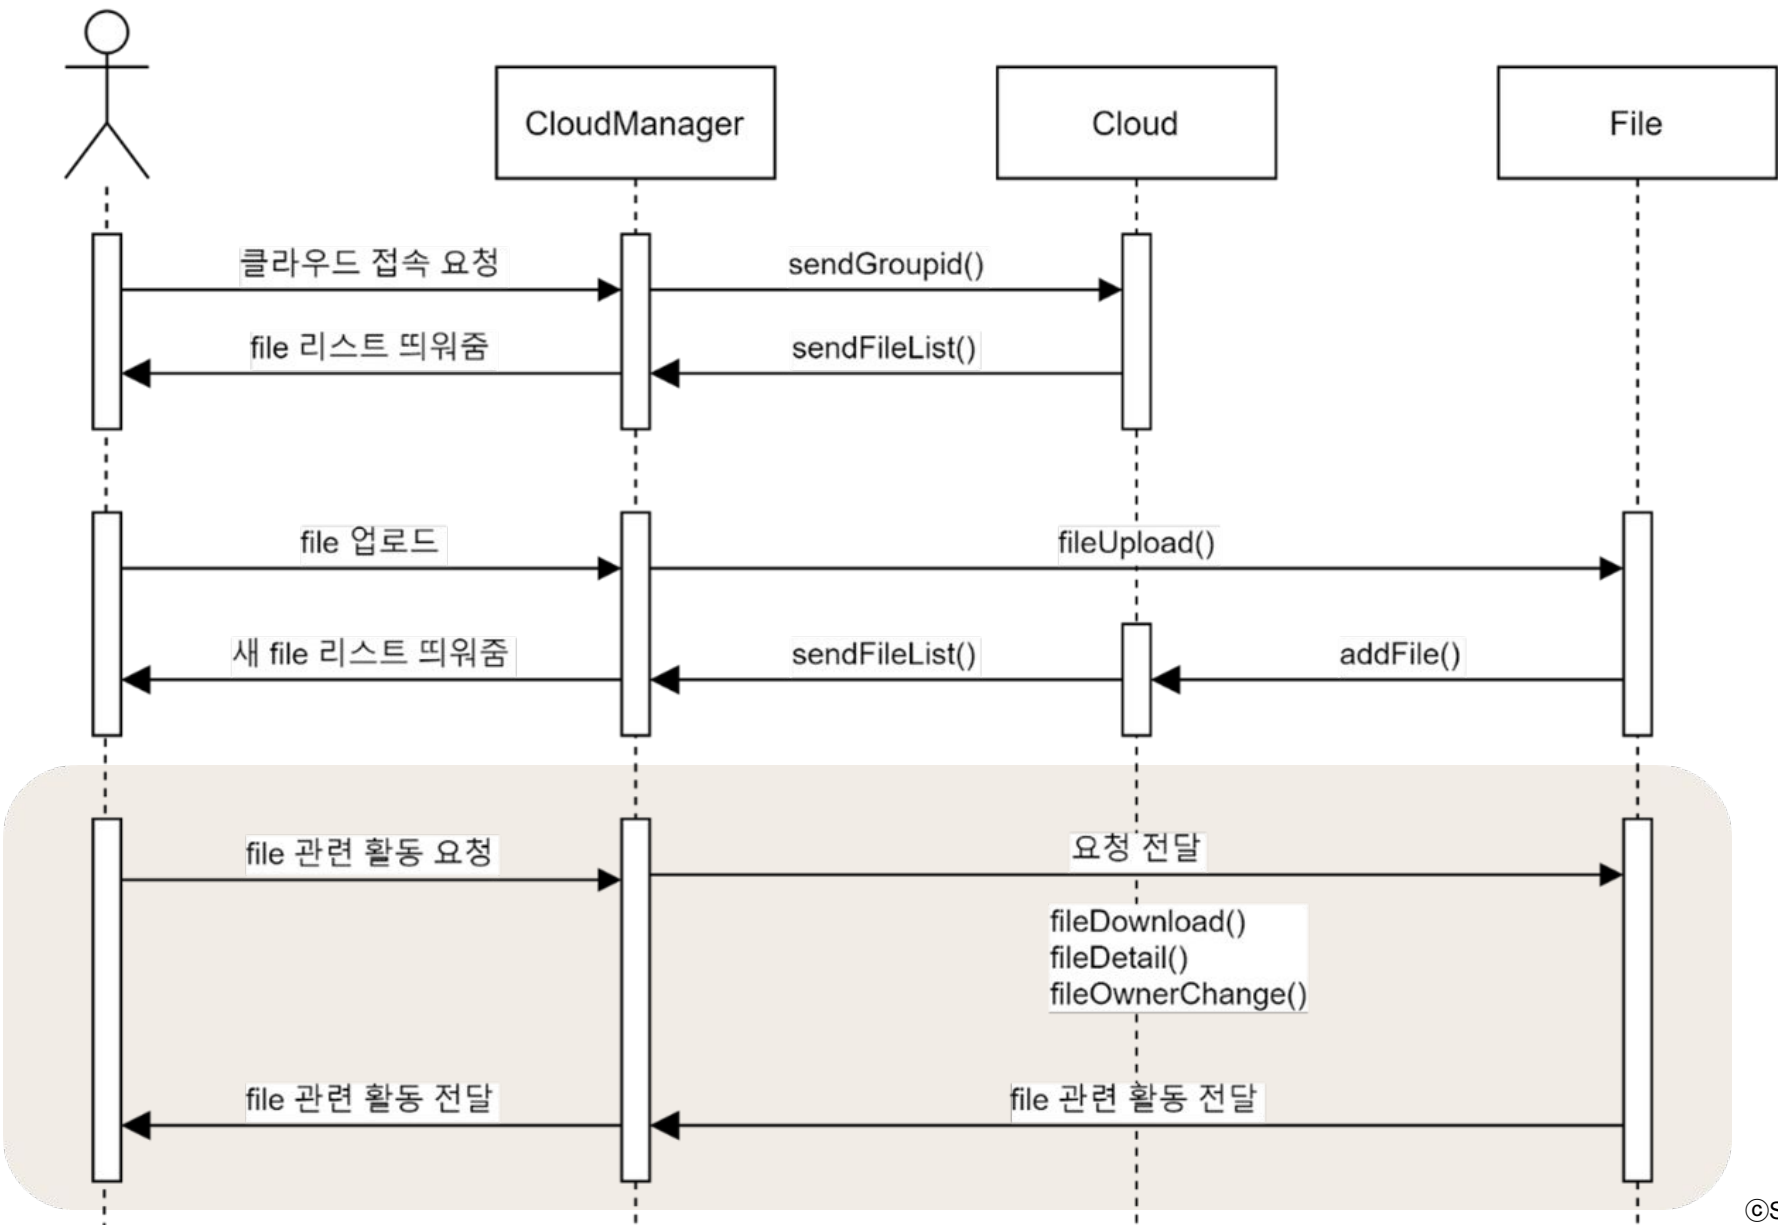 CloudManager
Cloud
File
클라우드 접속 요청
sendGroupid()
file 리스트 띄워줌
sendFileList()
file 업로드
fileUpload()
새 file 리스트 띄워줌
sendFileList()
addFile()
file 관련 활동 요청
요청 전달
fileDownload()
fileDetail()
fileOwnerChange()
file 관련 활동 전달
file 관련 활동 전달
ⓒS